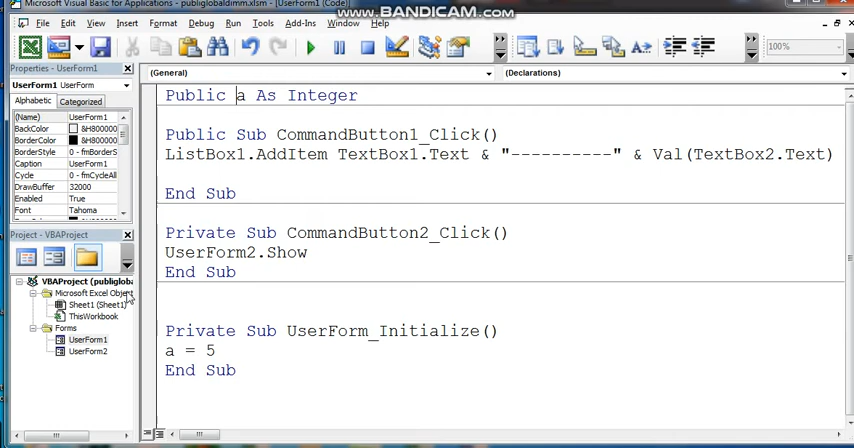 www.BANDICAM.com
Microsoft Visual Basic for Applications - publiglobaldimm.xlsm - [UserForm1 (Code)]
File Edit View Insert Format Debug Run Tools Add-Ins Window Help
100%
Properties - UserForm1
UserForm1 UserForm
Alphabetic Categorized
(Name) UserForm1
BackColor &H800000
BorderColor &H800000
BorderStyle 0 - fmBorderS
Caption UserForm1
Cycle 0 - fmCycleAl
DrawBuffer 32000
Enabled True
Font Tahoma
Project - VBAProject
VBAProject (publigloba
Microsoft Excel Objects
Sheet1 (Sheet1)
ThisWorkbook
Forms
UserForm1
UserForm2
(General) (Declarations)
Public a As Integer
Public Sub CommandButton1_Click()
ListBox1.AddItem TextBox1.Text & "----------" & Val(TextBox2.Text)
End Sub
Private Sub CommandButton2_Click()
UserForm2.Show
End Sub
Private Sub UserForm_Initialize()
a = 5
End Sub